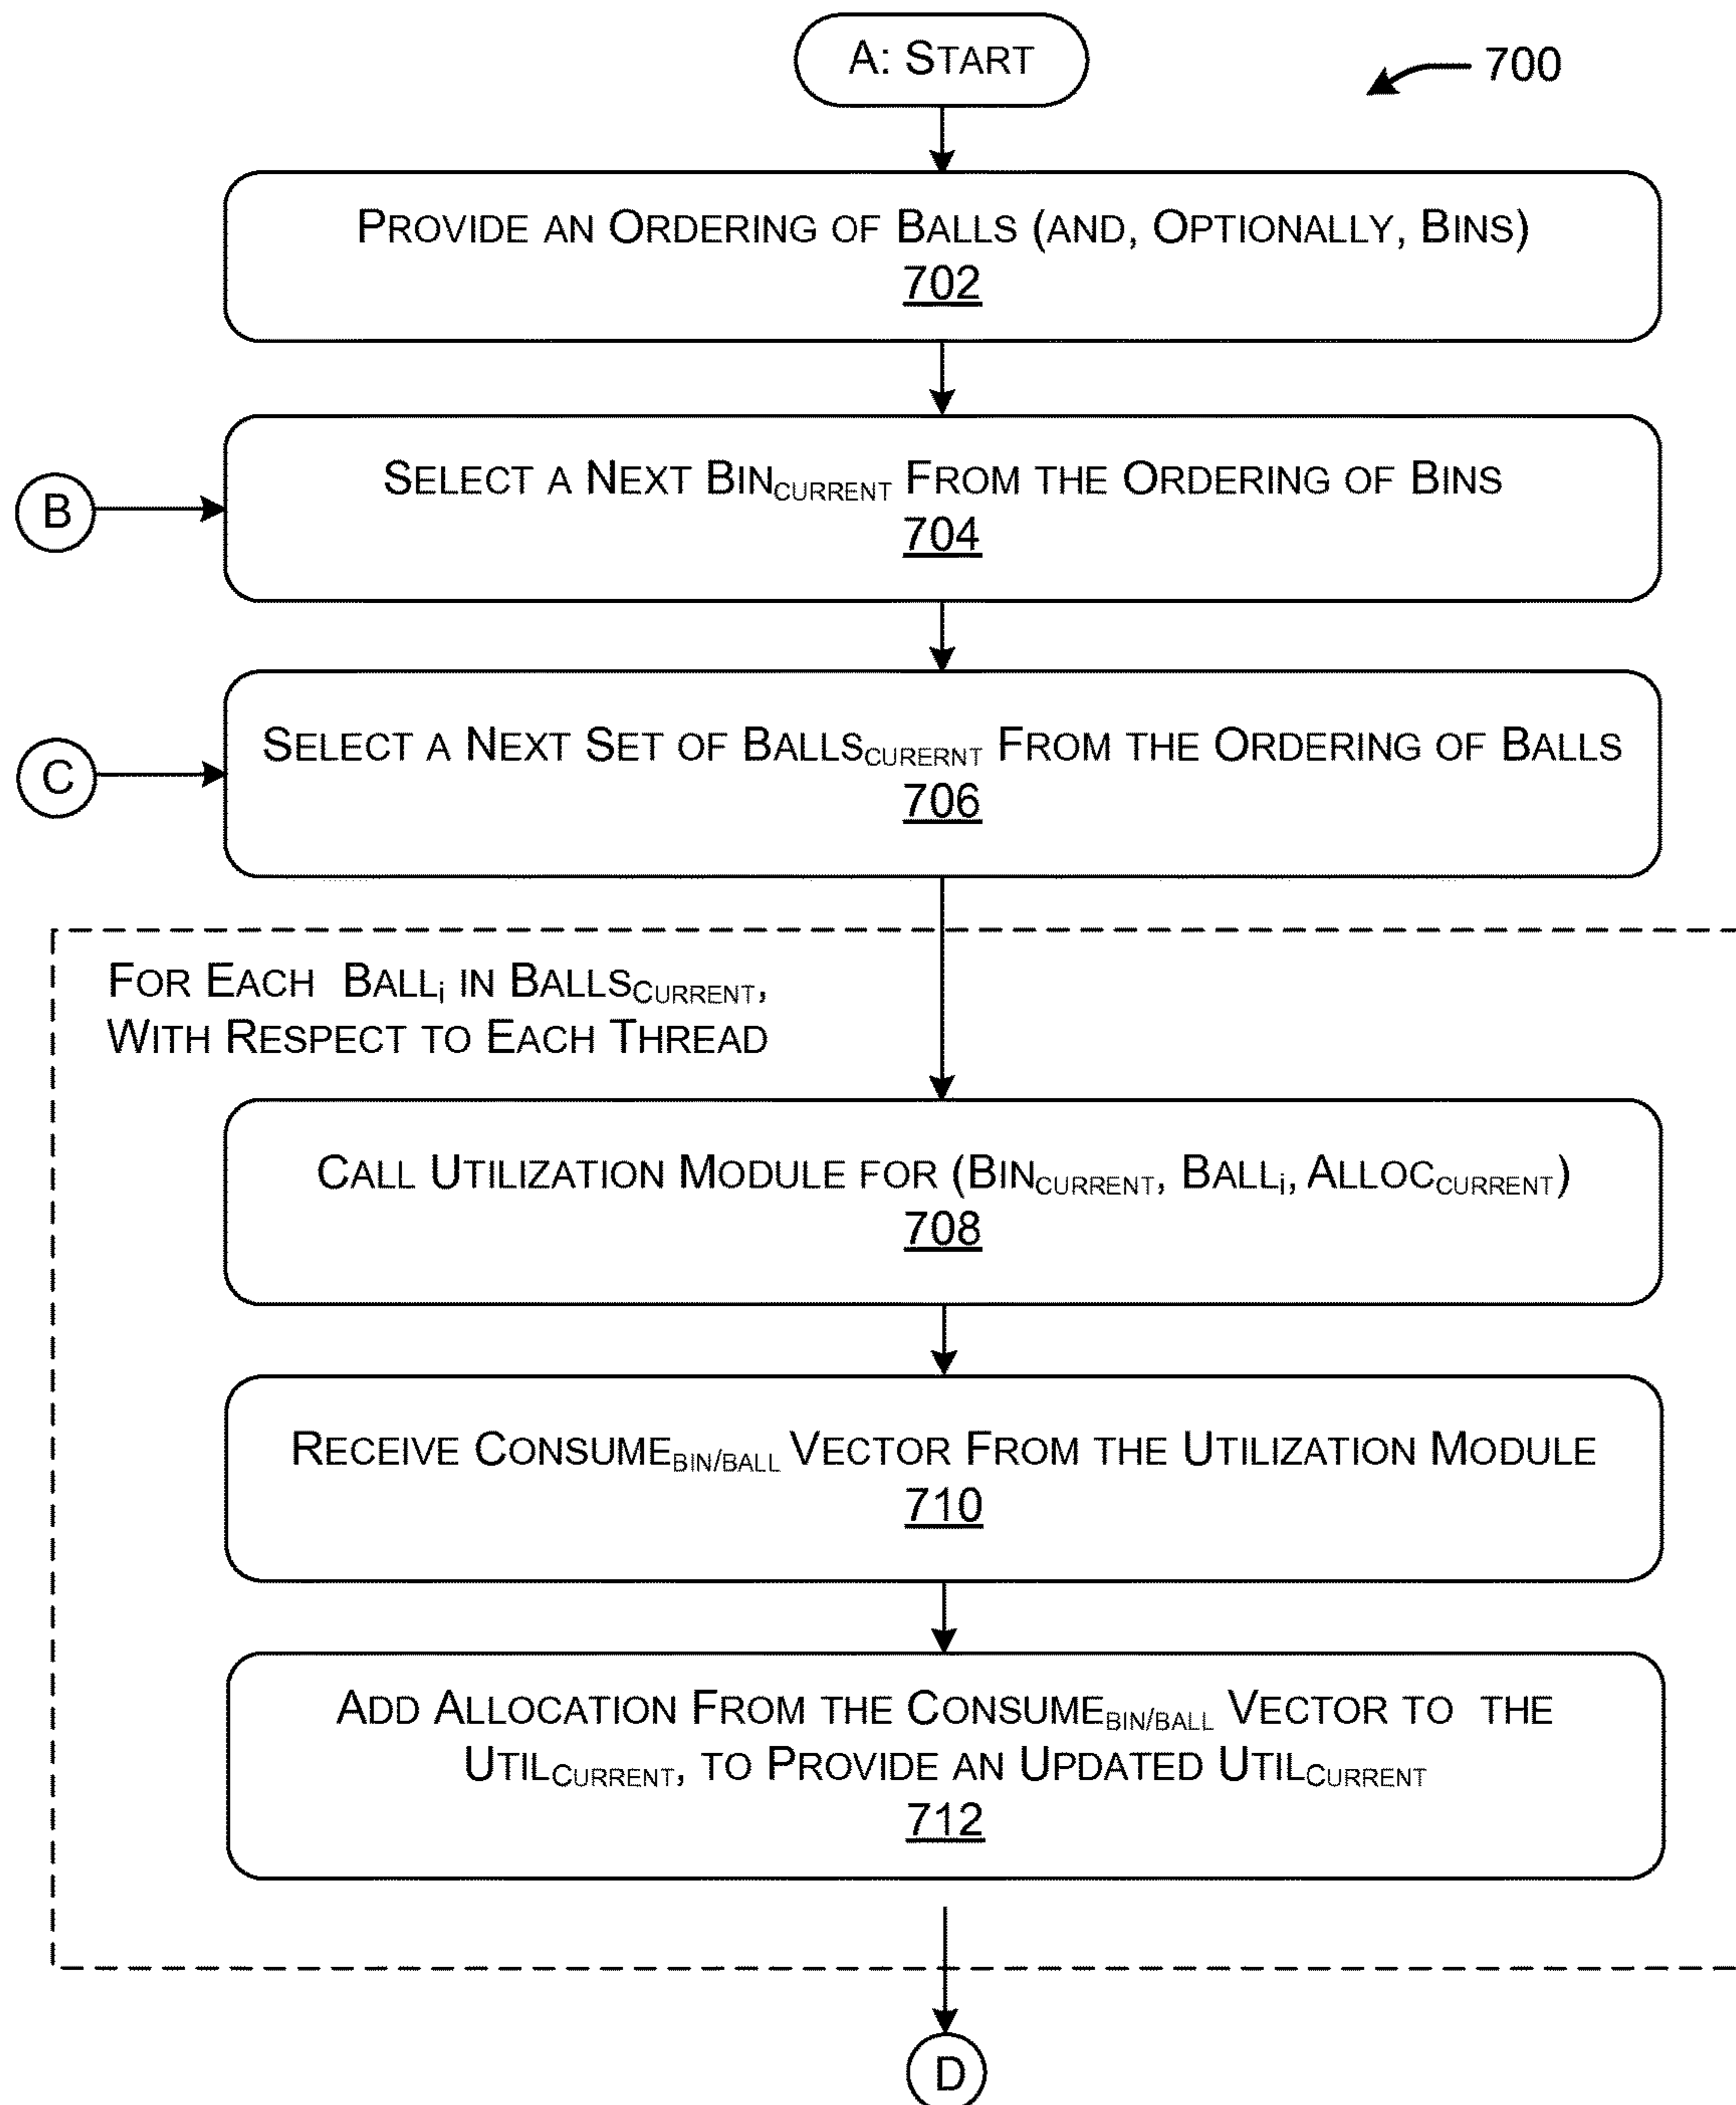 A: START
700
PROVIDE AN ORDERING OF BALLS (AND, OPTIONALLY, BINS)
702
SELECT A NEXT BINCURRENT FROM THE ORDERING OF BINS
704
B
SELECT A NEXT SET OF BALLSCURERNT FROM THE ORDERING OF BALLS
706
C
FOR EACH BALLi IN BALLSCURRENT,
WITH RESPECT TO EACH THREAD
CALL UTILIZATION MODULE FOR (BINCURRENT, BALLi, ALLOCCURRENT)
708
RECEIVE CONSUMEBIN/BALL VECTOR FROM THE UTILIZATION MODULE
710
ADD ALLOCATION FROM THE CONSUMEBIN/BALL VECTOR TO THE
UTILCURRENT, TO PROVIDE AN UPDATED UTILCURRENT
712
D